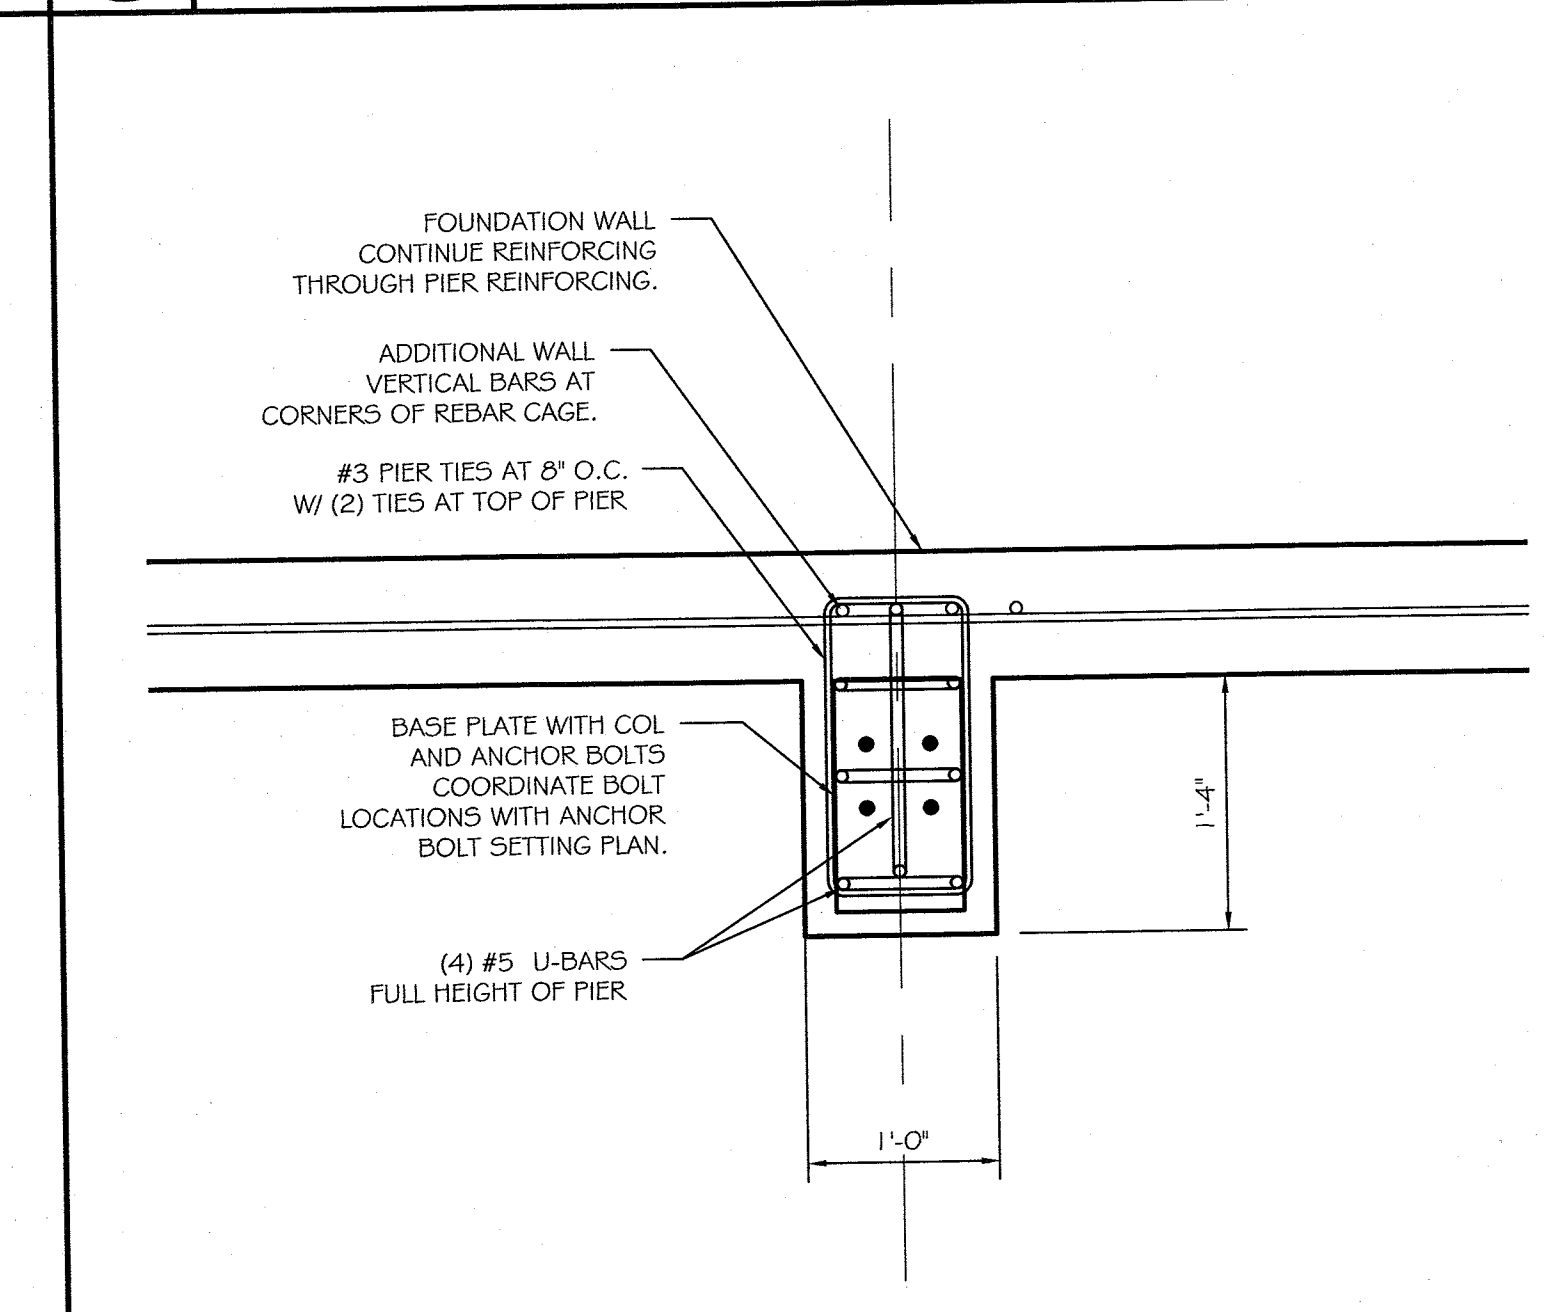 FOUNDATION WALL
CONTINUE REINFORCING
THROUGH PIER REINFORCING.
ADDITIONAL WALL
VERTICAL BARS AT
CORNERS OF REBAR CAGE.
#3 PIER TIES AT 8" O.C.
W/ (2) TIES AT TOP OF PIER
BASE PLATE WITH COL
AND ANCHOR BOLTS
COORDINATE BOLT
LOCATIONS WITH ANCHOR
BOLT SETTING PLAN.
1'-4"
(4) #5 U-BARS
FULL HEIGHT OF PIER
1'-0"